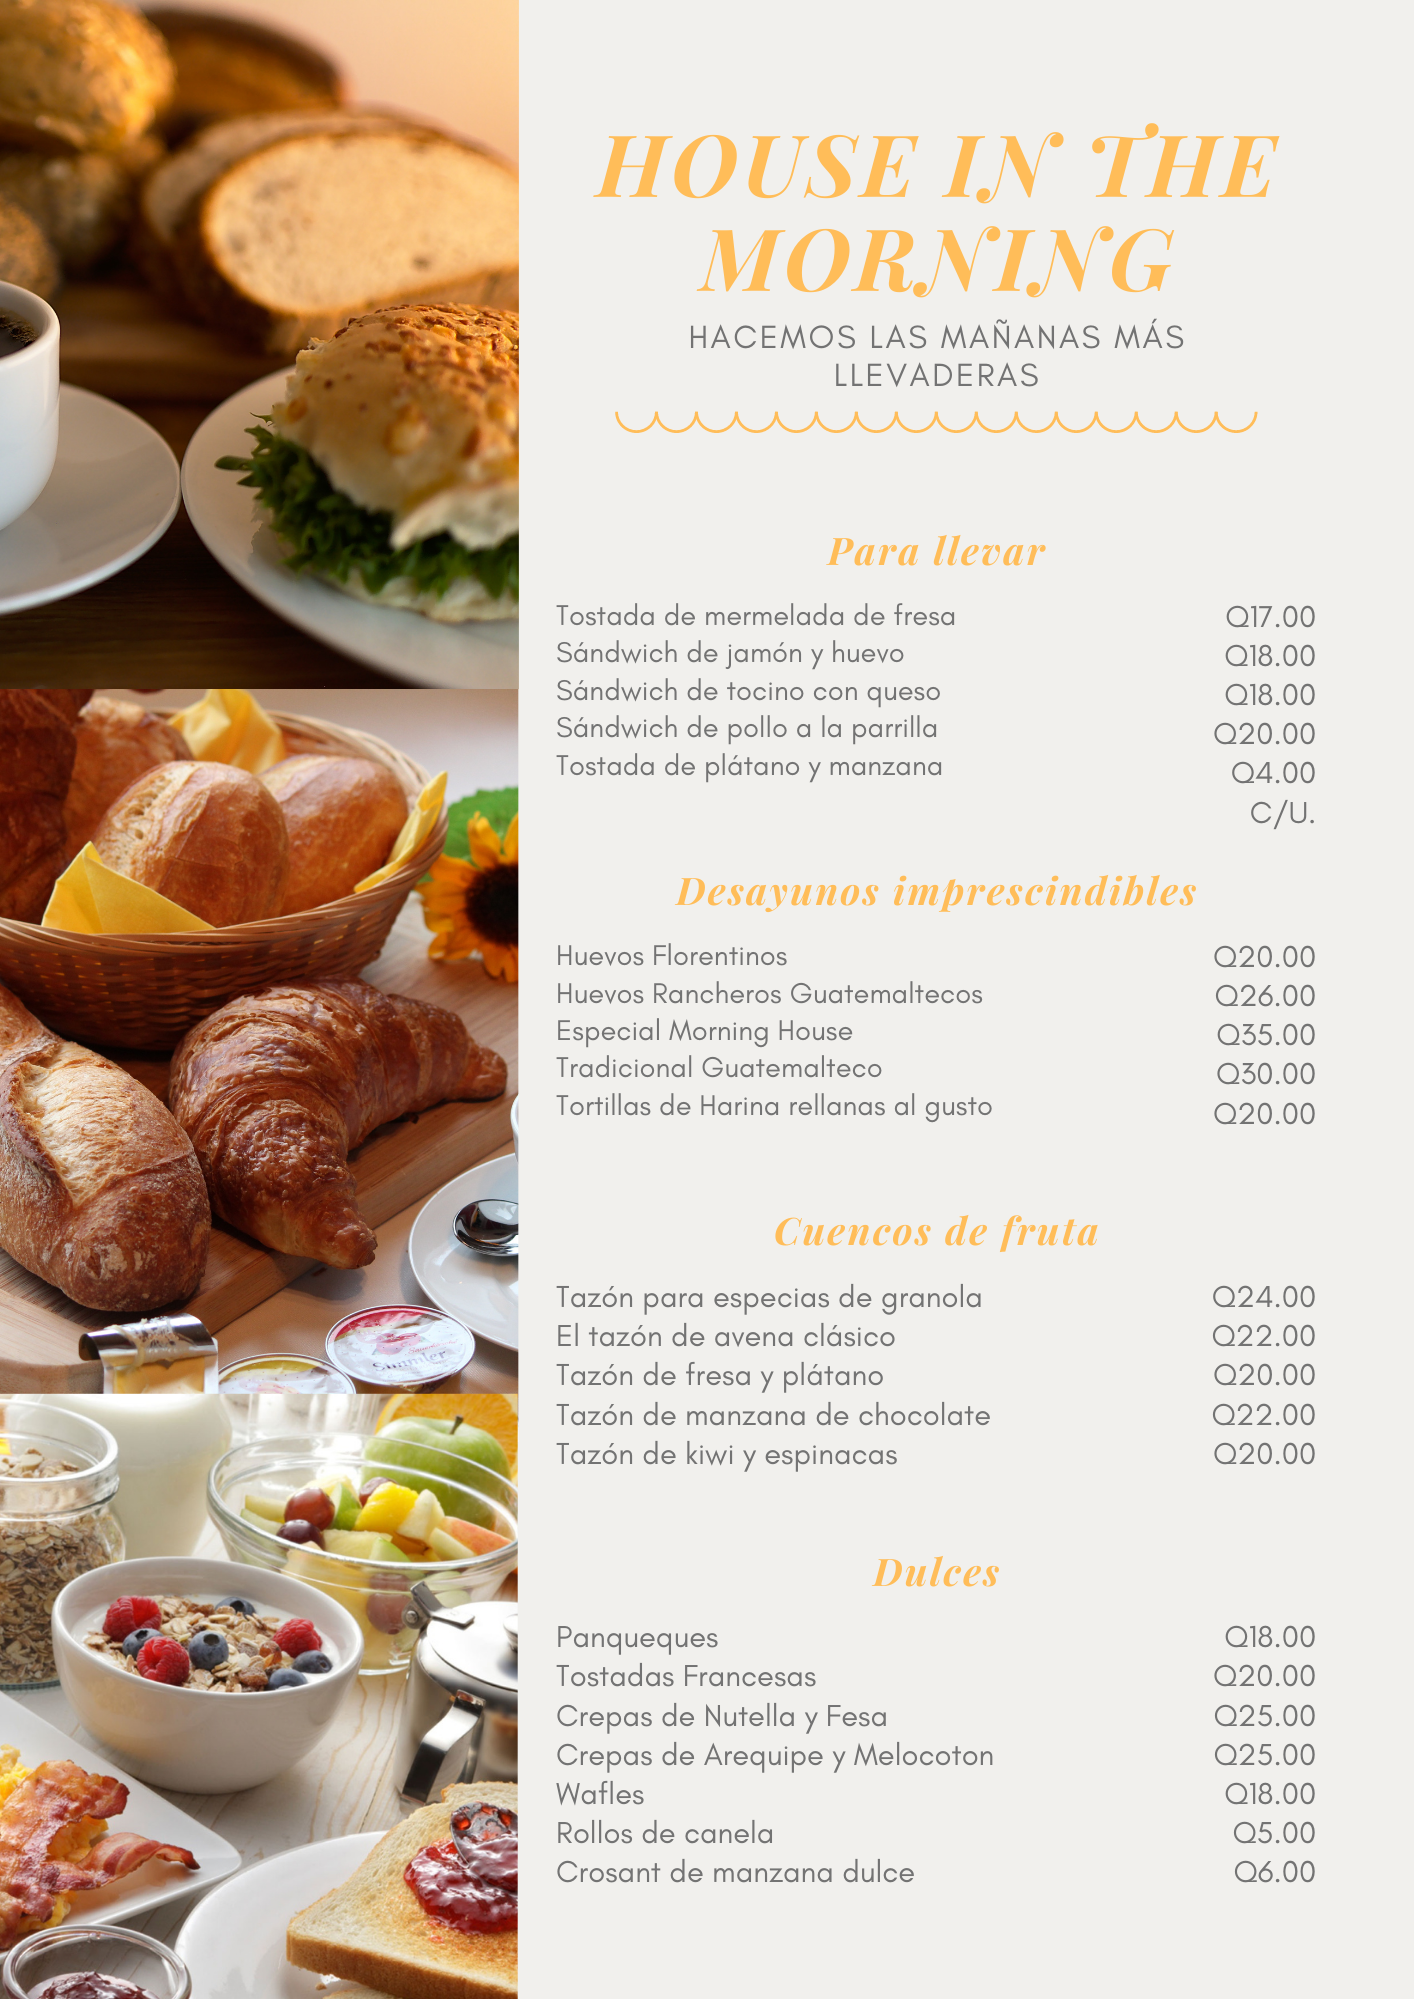 HOUSE IN THE
MORNING
HACEMOS LAS MAÑANAS MÁS
LLEVADERAS
Para llevar
Tostada de mermelada de fresa Q17.00
Sándwich de jamón y huevo Q18.00
Sándwich de tocino con queso Q18.00
Sándwich de pollo a la parrilla Q20.00
Tostada de plátano y manzana Q4.00
C/U.
Desayunos imprescindibles
Huevos Florentinos Q20.00
Huevos Rancheros Guatemaltecos Q26.00
Especial Morning House Q35.00
Tradicional Guatemalteco Q30.00
Tortillas de Harina rellanas al gusto Q20.00
Cuencos de fruta
Tazón para especias de granola Q24.00
El tazón de avena clásico Q22.00
Tazón de fresa y plátano Q20.00
Tazón de manzana de chocolate Q22.00
Tazón de kiwi y espinacas Q20.00
Dulces
Panqueques Q18.00
Tostadas Francesas Q20.00
Crepas de Nutella y Fesa Q25.00
Crepas de Arequipe y Melocoton Q25.00
Wafles Q18.00
Rollos de canela Q5.00
Crosant de manzana dulce Q6.00